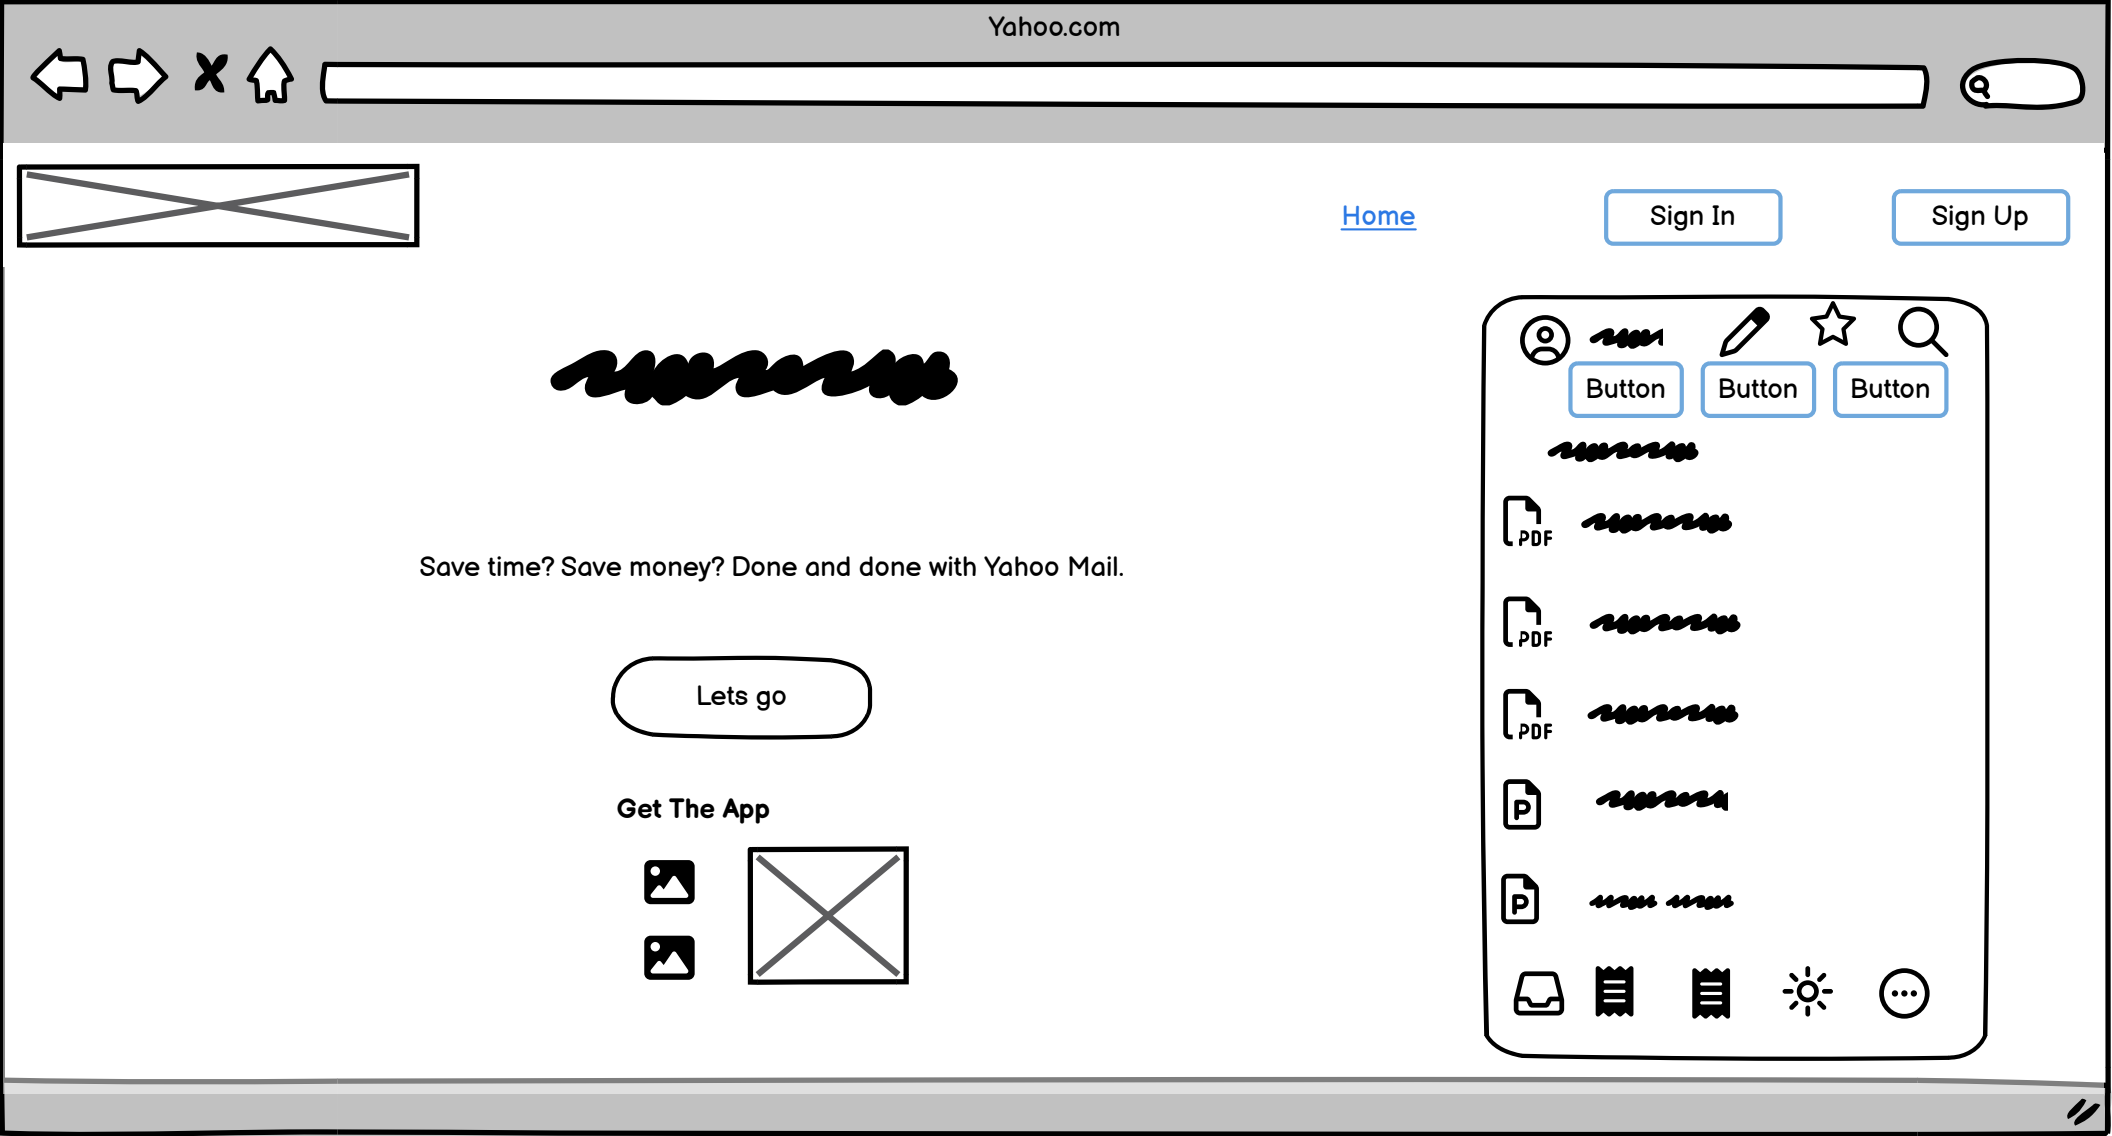 Yahoo.com
Home
Sign In
Sign Up
Button Button Button
PDF
Save time? Save money? Done and done with Yahoo Mail.
PDF
Lets go
PDF
Get The App
P
P